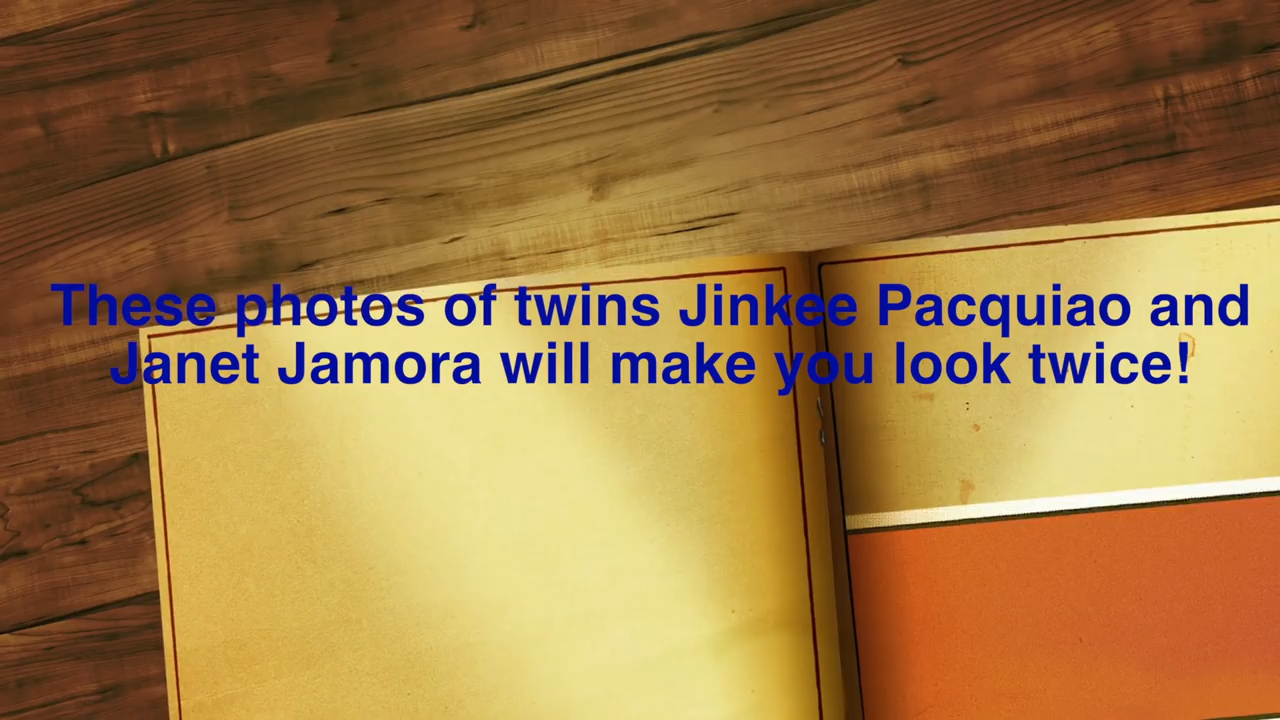 These photos of twins Jinkee Pacquiao and
Janet Jamora will make you look twice!